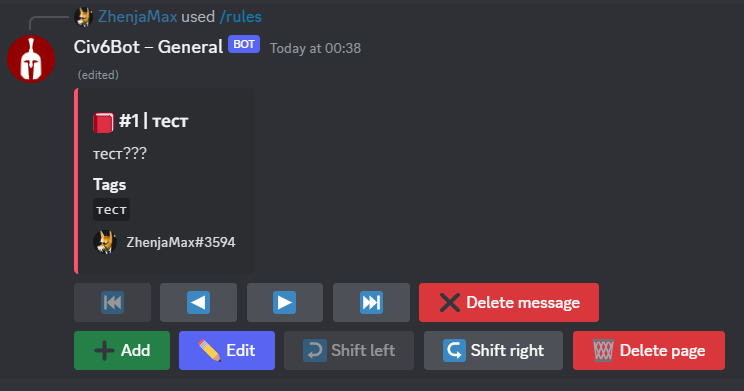 ZhenjaMax used /rules
Civ6Bot – General BOT Today at 00:38
(edited)
#1 | тест
тест???
Tags
тест
ZhenjaMax#3594
Delete message
Add Edit Shift left Shift right Delete page